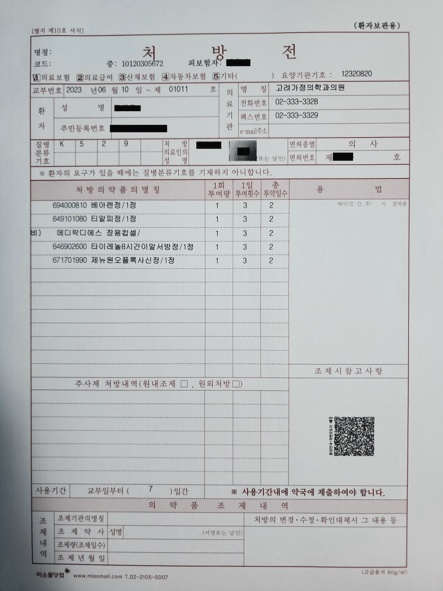 [별지 제10호 서식]
(환자보관용)
처 방 전
명칭:
코드: 증: 10120305672 피보험자:
1의료보험 2의료급여 3산재보험 4자동차보험 5기타( ) 요양기관기호 : 12320820
교부번호 2023 년 06 월 10 일 - 제 01011 호
의료기관
명 칭 고려가정의학과의원
전화번호 02-333-3328
팩스번호 02-333-3329
e-mail주소
환자
성 명
주민등록번호
질병분류기호 K 5 2 9
처 방 의료인의 성 명
또는 날인)
면허종별 의 사
면허번호 제 호
※ 환자의 요구가 있을 때에는 질병분류기호를 기재하지 아니합니다.
처 방 의 약 품 의 명 칭 1회 투여량 1일 투여횟수 총 투약일수 용 법
694000810 베아렌정/1정 1 3 2
649101080 티알피정/1정 1 3 2
비) 메디락디에스 장용캡셀/ 1 3 2
646902600 타이레놀8시간이알서방정/1정 1 3 2
671701990 제뉴원오플록사신정/1정 1 3 2
조 제 시 참 고 사 항
주사제 처방내역 (원내조제 □ , 원외처방 □ )
사용기간 교부일부터 ( 7 ) 일간 ※ 사용기간내에 약국에 제출하여야 합니다.
의 약 품 조 제 내 역
조제내역
조제기관의명칭
처방의 변경 · 수정 · 확인대체시 그 내용 등
조 제 약 사 성명 (서명또는 날인)
조제량(조제일수)
조 제 년 월 일
미소몰닷컴 www.misomall.com T.02-2105-5007
(고급용지 80g/㎡)